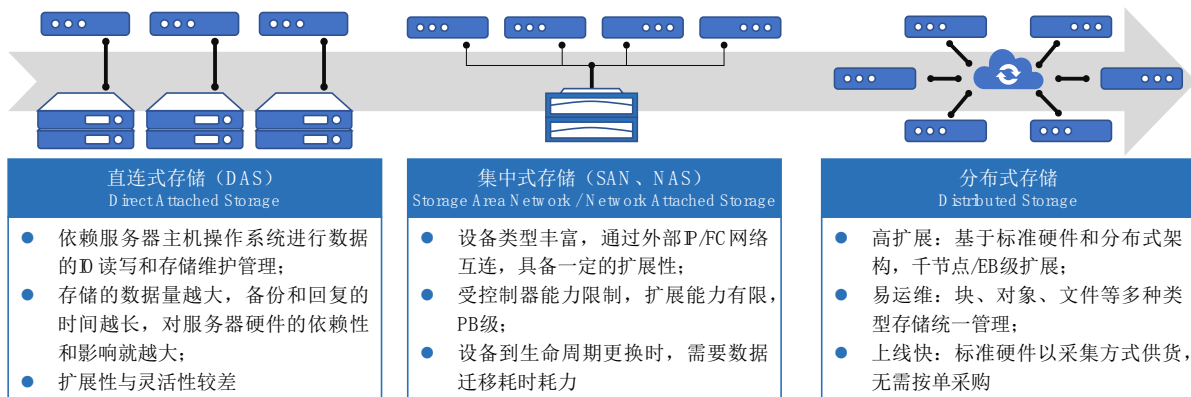 直连式存储（DAS）
Direct Attached Storage
依赖服务器主机操作系统进行数据
的IO 读写和存储维护管理；
存储的数据量越大，备份和回复的
时间越长，对服务器硬件的依赖性
和影响就越大；
扩展性与灵活性较差
集中式存储（SAN、NAS）
Storage Area Network / Network Attached Storage
设备类型丰富，通过外部IP/FC网络
互连，具备一定的扩展性；
受控制器能力限制，扩展能力有限，
PB级；
设备到生命周期更换时，需要数据
迁移耗时耗力
分布式存储
Distributed Storage
高扩展：基于标准硬件和分布式架
构，千节点/EB级扩展；
易运维：块、对象、文件等多种类
型存储统一管理；
上线快：标准硬件以采集方式供货，
无需按单采购